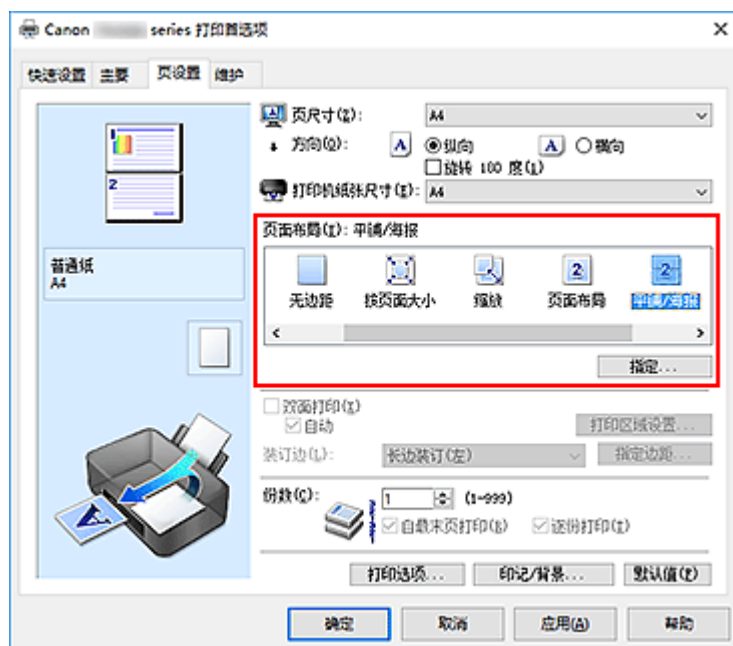 Canon series 打印首选项
快速设置 主要 页设置 维护
页尺寸(Z): A4
方向(O): A 纵向 A 横向
旋转 180 度(L)
打印机纸张尺寸(E): A4
1
2
普通纸
A4
页面布局(I): 平铺/海报
2 2
无边距 按页面大小 缩放 页面布局 平铺/海报
指定...
双面打印(X)
自动 打印区域设置...
装订边(L): 长边装订(左) 指定边距...
份数(C): 1 (1-999)
自最末页打印(B) 逐份打印(I)
A
打印选项... 印记/背景... 默认值(P)
确定 取消 应用(A) 帮助